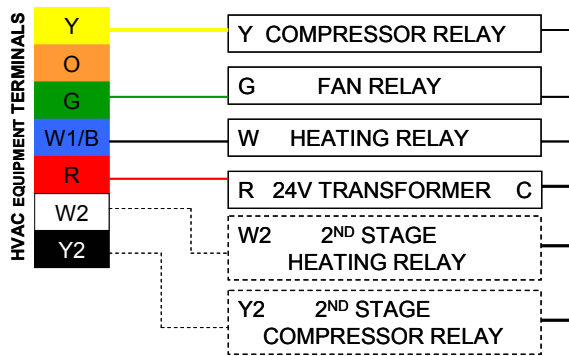 HVAC EQUIPMENT TERMINALS
Y
O
G
W1/B
R
W2
Y2
Y COMPRESSOR RELAY
G FAN RELAY
W HEATING RELAY
R 24V TRANSFORMER C
W2 2ND STAGE
HEATING RELAY
Y2 2ND STAGE
COMPRESSOR RELAY